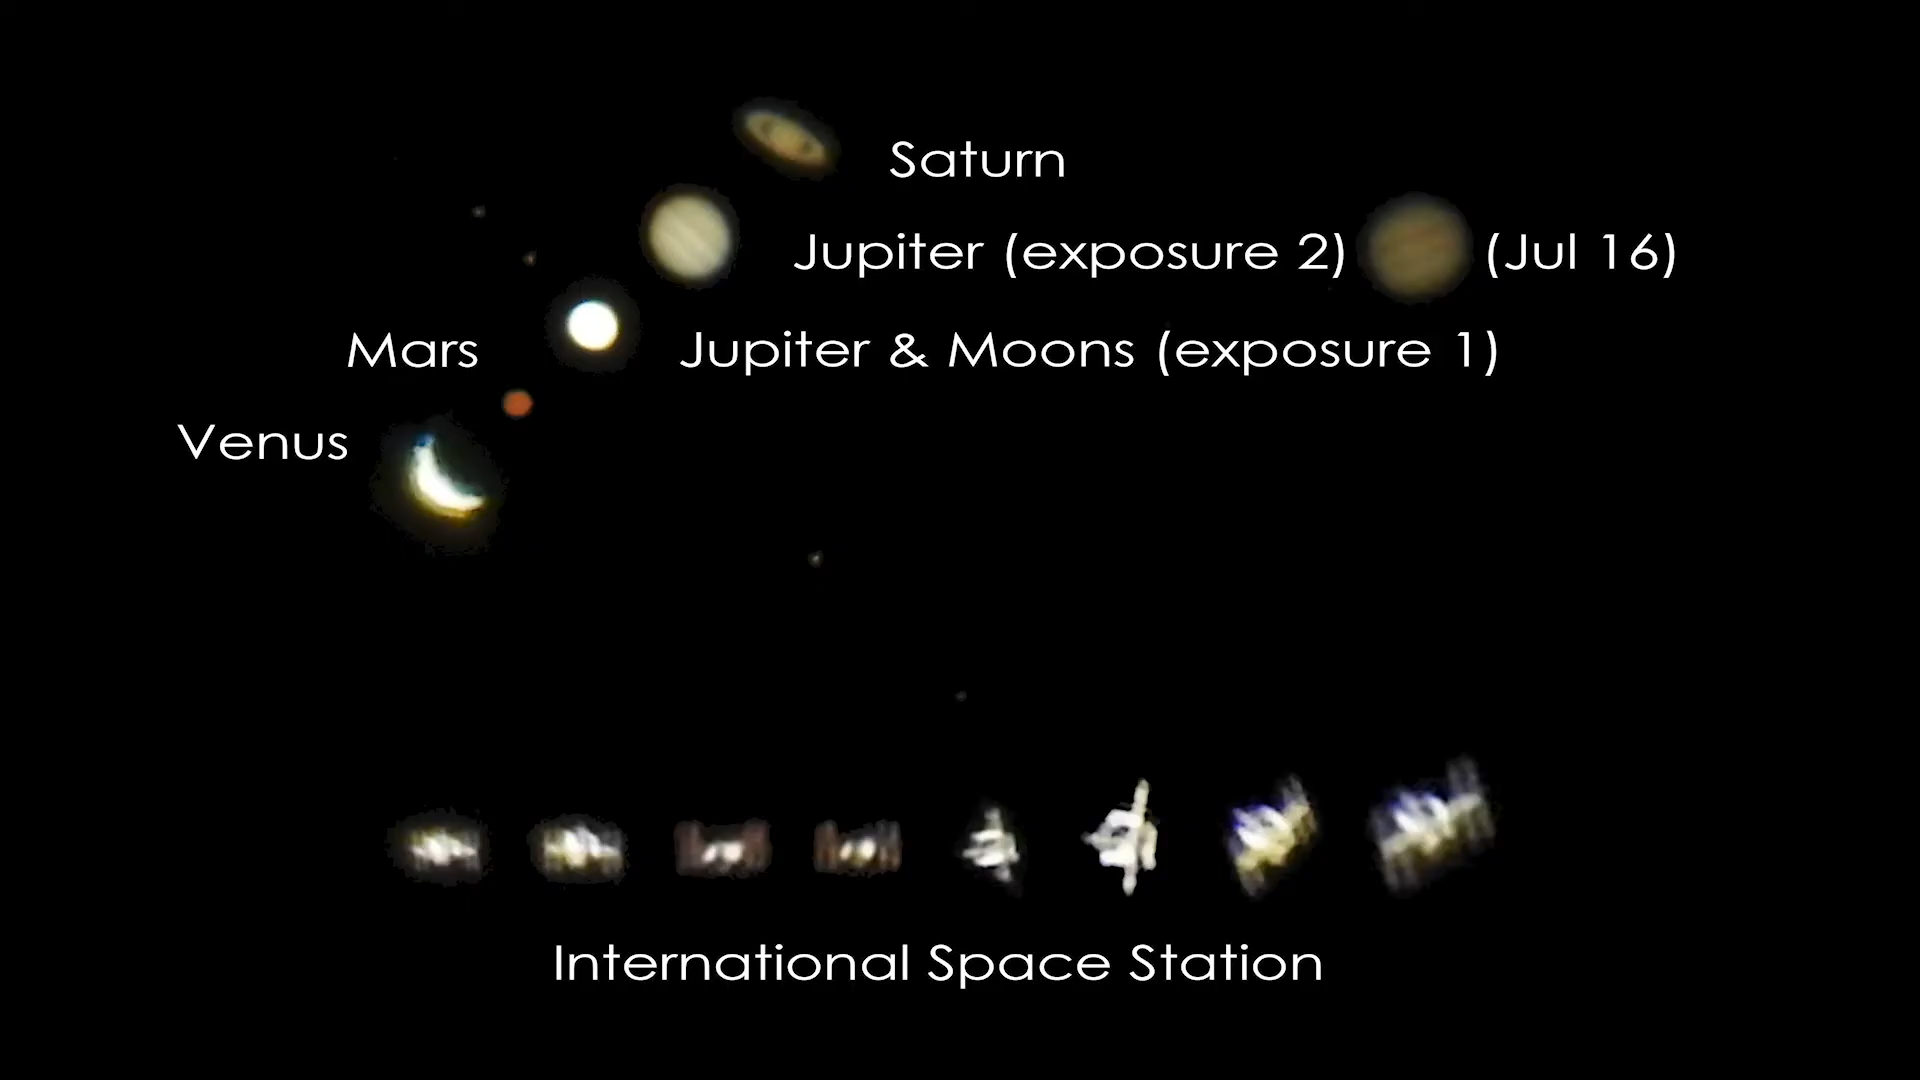 Saturn
Jupiter (exposure 2) (Jul 16)
Mars Jupiter & Moons (exposure 1)
Venus
International Space Station